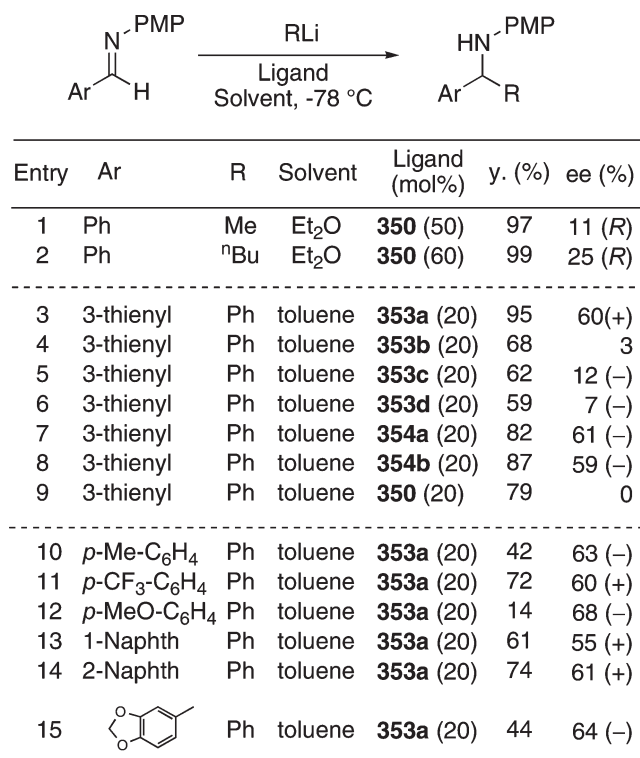 N-PMP
Ar H
RLi
Ligand
Solvent, -78 °C
HN-PMP
Ar R
Entry Ar R Solvent Ligand (mol%) y. (%) ee (%)
1 Ph Me Et₂O 350 (50) 97 11 (R)
2 Ph ⁿBu Et₂O 350 (60) 99 25 (R)
3 3-thienyl Ph toluene 353a (20) 95 60(+)
4 3-thienyl Ph toluene 353b (20) 68 3
5 3-thienyl Ph toluene 353c (20) 62 12 (–)
6 3-thienyl Ph toluene 353d (20) 59 7 (–)
7 3-thienyl Ph toluene 354a (20) 82 61 (–)
8 3-thienyl Ph toluene 354b (20) 87 59 (–)
9 3-thienyl Ph toluene 350 (20) 79 0
10 p-Me-C₆H₄ Ph toluene 353a (20) 42 63 (–)
11 p-CF₃-C₆H₄ Ph toluene 353a (20) 72 60 (+)
12 p-MeO-C₆H₄ Ph toluene 353a (20) 14 68 (–)
13 1-Naphth Ph toluene 353a (20) 61 55 (+)
14 2-Naphth Ph toluene 353a (20) 74 61 (+)
15 O O Ph toluene 353a (20) 44 64 (–)